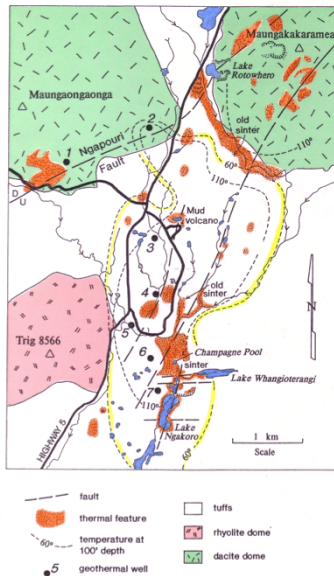 Maungakakaramea
Lake
Rotowhero
Maungaongaonga
2
1
Ngapouri
Fault
old
sinter
60°
110°
D
U
60°
110°
Mud
volcano
3
4
old
sinter
5
Champagne Pool
6
sinter
Lake Whangioterangi
Trig 8566
7
110°
Lake
Ngakoro
60°
HIGHWAY 5
1 km
Scale
fault
thermal feature
60° temperature at
100' depth
5 geothermal well
tuffs
rhyolite dome
dacite dome